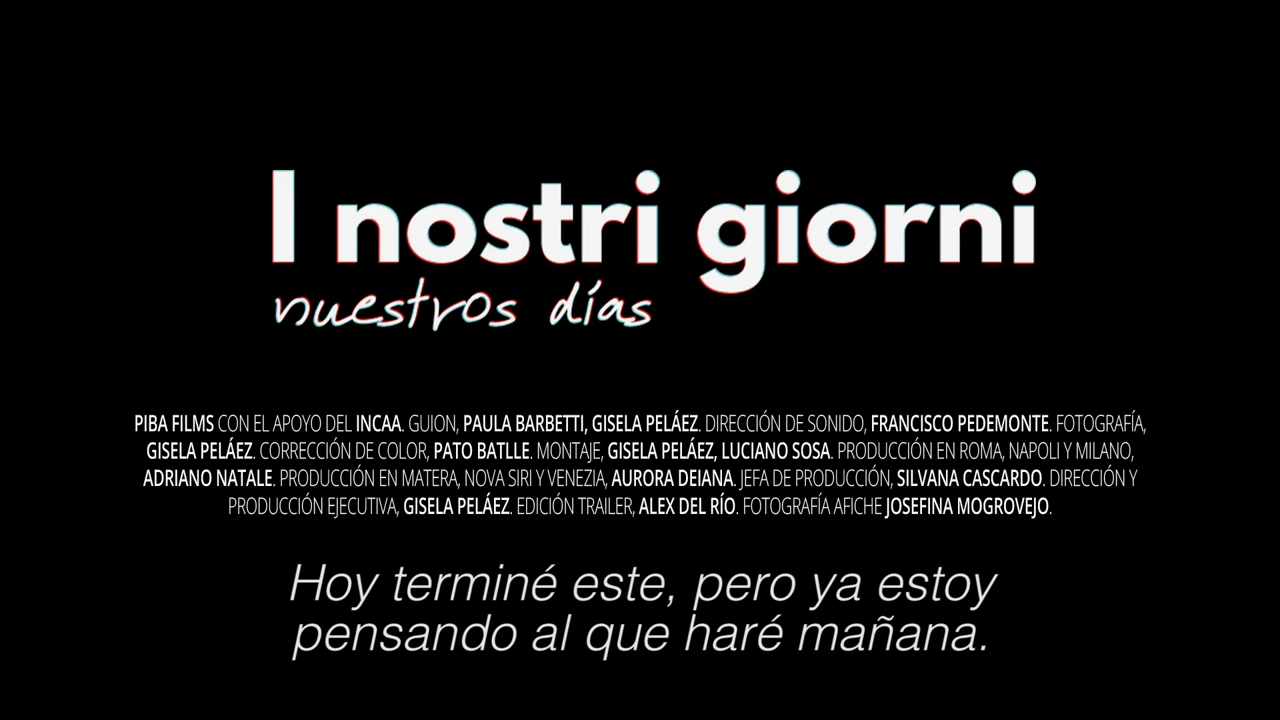 I nostri giorni
nuestros días
PIBA FILMS CON EL APOYO DEL INCAA. GUION, PAULA BARBETTI, GISELA PELÁEZ. DIRECCIÓN DE SONIDO, FRANCISCO PEDEMONTE. FOTOGRAFÍA,
GISELA PELÁEZ. CORRECCIÓN DE COLOR, PATO BATLLE. MONTAJE, GISELA PELÁEZ, LUCIANO SOSA. PRODUCCIÓN EN ROMA, NAPOLI Y MILANO,
ADRIANO NATALE. PRODUCCIÓN EN MATERA, NOVA SIRI Y VENEZIA, AURORA DEIANA. JEFA DE PRODUCCIÓN, SILVANA CASCARDO. DIRECCIÓN Y
PRODUCCIÓN EJECUTIVA, GISELA PELÁEZ. EDICIÓN TRAILER, ALEX DEL RÍO. FOTOGRAFÍA AFICHE JOSEFINA MOGROVEJO.
Hoy terminé este, pero ya estoy
pensando al que haré mañana.